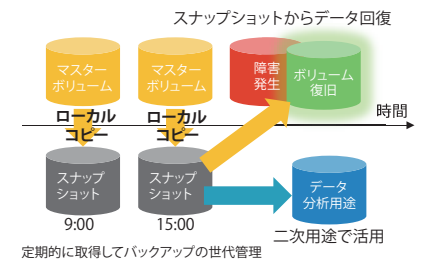 スナップショットからデータ回復
マスター
ボリューム
マスター
ボリューム
障害
発生
ボリューム
復旧
ローカル
コピー
ローカル
コピー
時間
スナップ
ショット
スナップ
ショット
データ
分析用途
9:00
15:00
二次用途で活用
定期的に取得してバックアップの世代管理